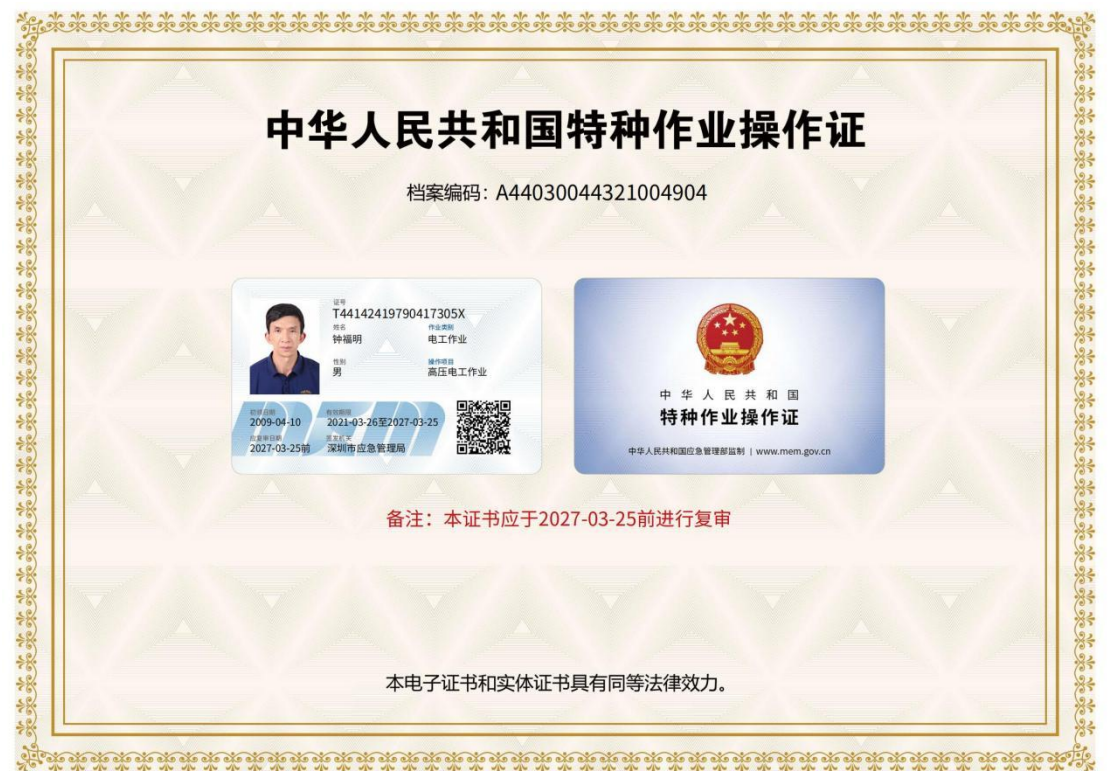 中华人民共和国特种作业操作证
档案编码：A44030044321004904
证号
T44142419790417305X
姓名 作业类别
钟福明 电工作业
性别 操作项目
男 高压电工作业
初领日期 有效期限
2009-04-10 2021-03-26至2027-03-25
应复审日期 签发机关
2027-03-25前 深圳市应急管理局
中华人民共和国
特种作业操作证
中华人民共和国应急管理部监制 | www.mem.gov.cn
备注：本证书应于2027-03-25前进行复审
本电子证书和实体证书具有同等法律效力。